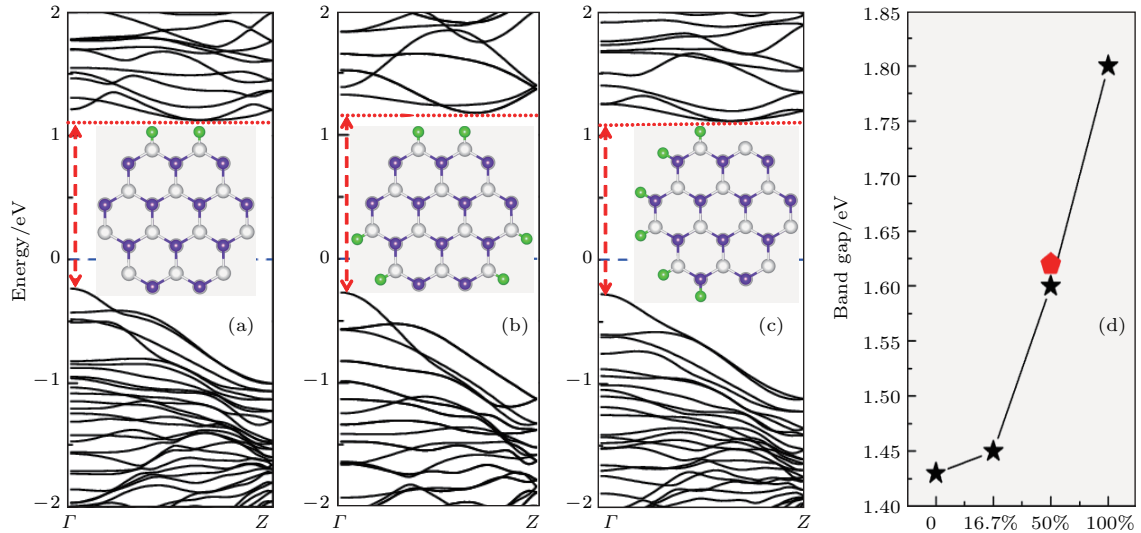 2
1
0
−1
−2
Energy/eV
(a)
Γ
Z
2
1
0
−1
−2
(b)
Γ
Z
2
1
0
−1
−2
(c)
Γ
Z
1.85
1.80
1.75
1.70
1.65
1.60
1.55
1.50
1.45
1.40
Band gap/eV
(d)
0 16.7% 50% 100%